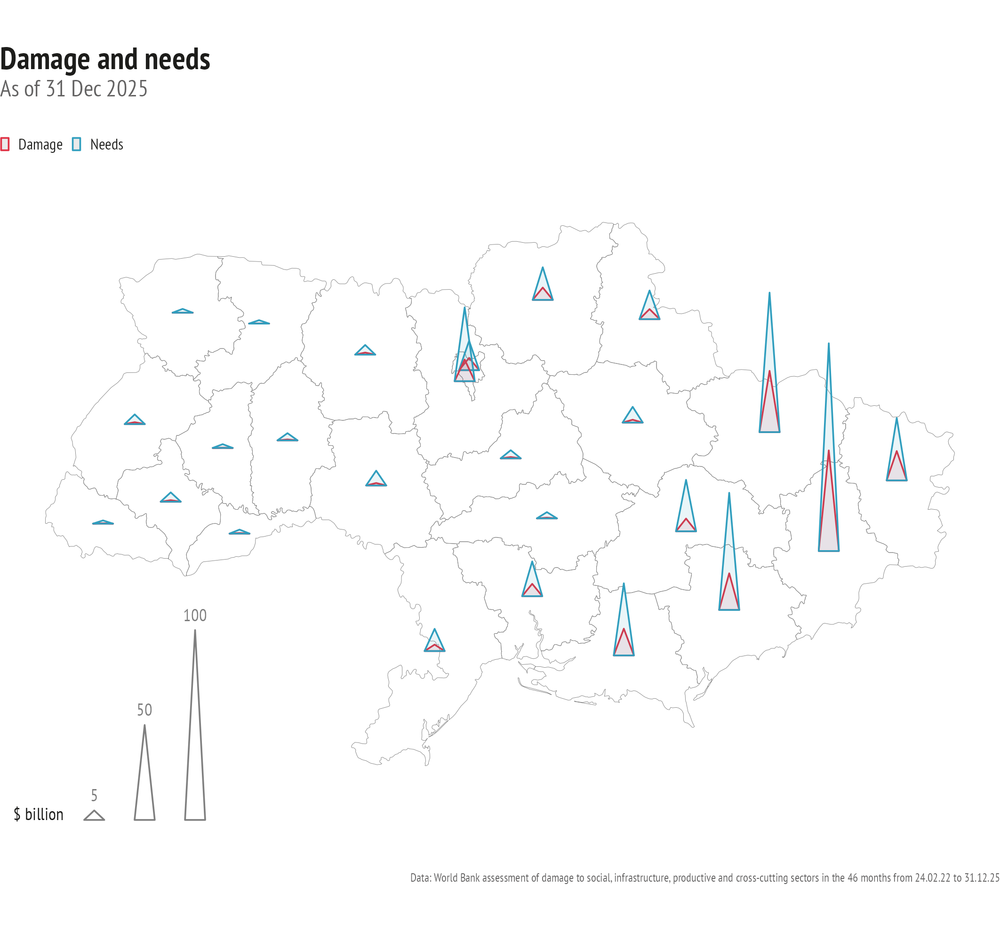 Damage and needs
As of 31 Dec 2025
Damage Needs
100
50
5
$ billion
Data: World Bank assessment of damage to social, infrastructure, productive and cross-cutting sectors in the 46 months from 24.02.22 to 31.12.25